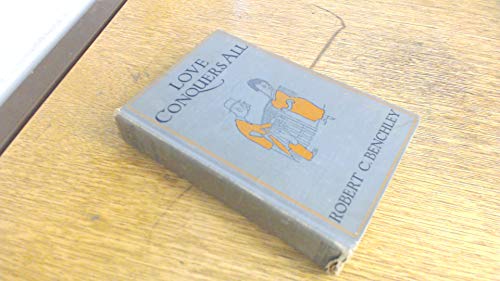 LOVE
CONQUERS ALL
ROBERT C. BENCHLEY